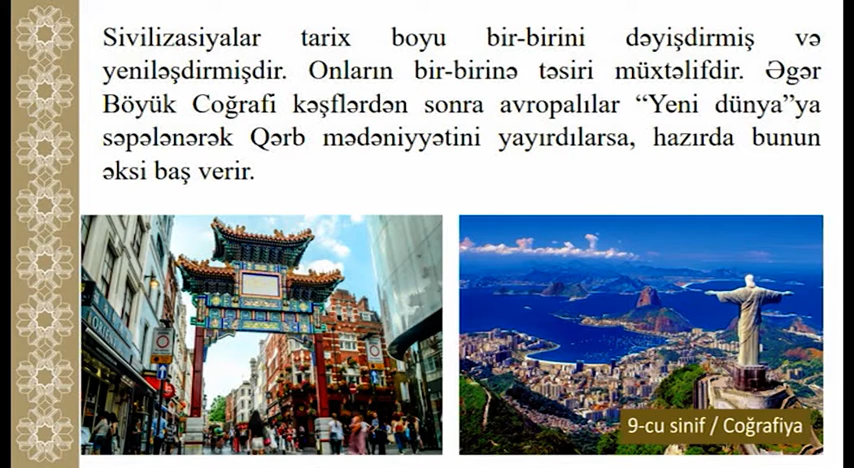 Sivilizasiyalar tarix boyu bir-birini dəyişdirmiş və
yeniləşdirmişdir. Onların bir-birinə təsiri müxtəlifdir. Əgər
Böyük Coğrafi kəşflərdən sonra avropalılar “Yeni dünya”ya
səpələnərək Qərb mədəniyyətini yayırdılarsa, hazırda bunun
əksi baş verir.
9-cu sinif / Coğrafiya